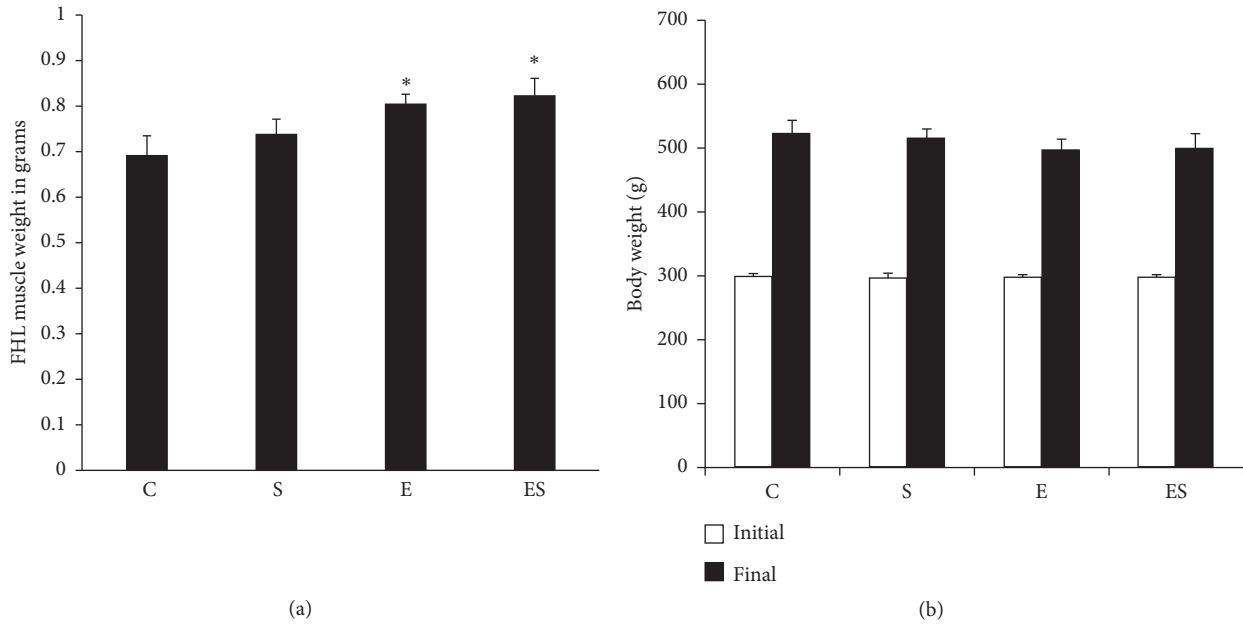 FHL muscle weight in grams
1
0.9
0.8
0.7
0.6
0.5
0.4
0.3
0.2
0.1
0
*
*
C S E ES
(a)
Body weight (g)
700
600
500
400
300
200
100
0
C S E ES
Initial
Final
(b)